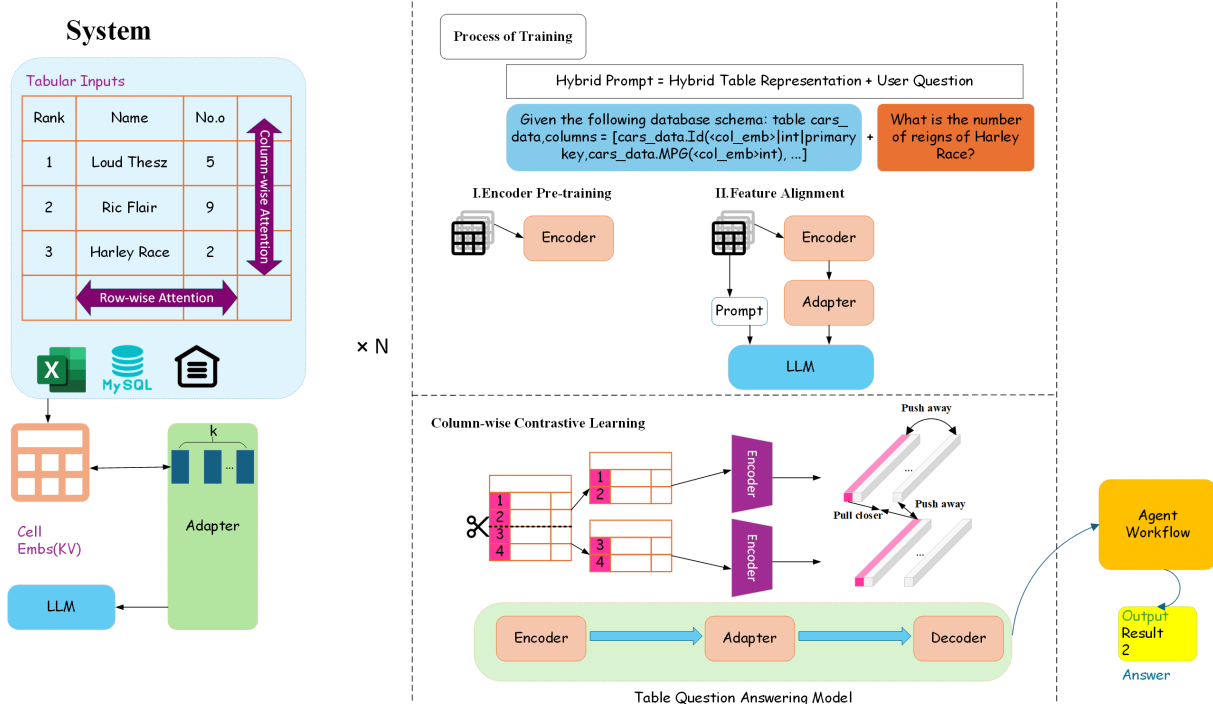 System
Tabular Inputs
Rank Name No.o
1 Loud Thesz 5
2 Ric Flair 9
3 Harley Race 2
Column-wise Attention
Row-wise Attention
X
MySQL
× N
k
...
Adapter
Cell
Embs(KV)
LLM
Process of Training
Hybrid Prompt = Hybrid Table Representation + User Question
Given the following database schema: table cars_
data,columns = [cars_data.Id(<col_emb>|int|primary
key,cars_data.MPG(<col_emb>int), ...]
+
What is the number
of reigns of Harley
Race?
I.Encoder Pre-training
Encoder
II.Feature Alignment
Encoder
Prompt
Adapter
LLM
Column-wise Contrastive Learning
1
2
3
4
1
2
3
4
Encoder
Encoder
Push away
...
Pull closer
Push away
...
Encoder
Adapter
Decoder
Table Question Answering Model
Agent
Workflow
Output
Result
2
Answer